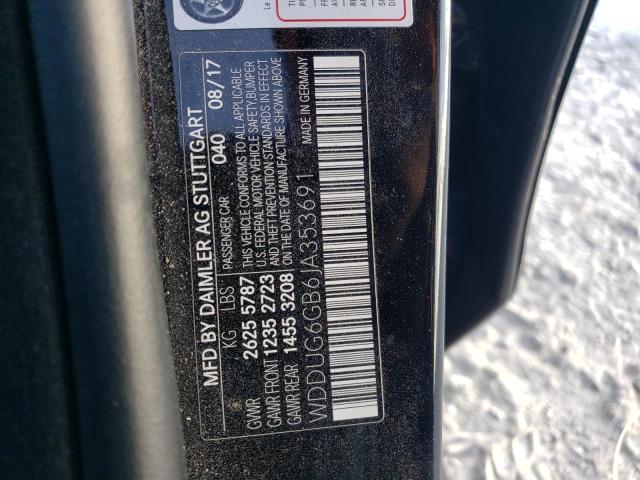 MFD BY DAIMLER AG STUTTGART
PASSENGER CAR 040 08/17
KG LBS THIS VEHICLE CONFORMS TO ALL APPLICABLE
U.S. FEDERAL MOTOR VEHICLE SAFETY, BUMPER
GVWR 2625 5787 AND THEFT PREVENTION STANDARDS IN EFFECT
GAWR FRONT 1235 2723 ON THE DATE OF MANUFACTURE SHOWN ABOVE
GAWR REAR 1455 3208
WDDUG6GB6JA353691 MADE IN GERMANY